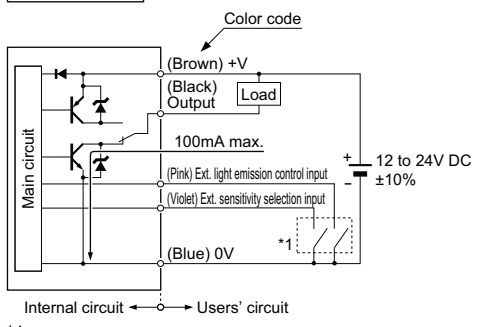 Color code
(Brown) +V
(Black)
Output
Load
100mA max.
Main circuit
+
12 to 24V DC
−
±10%
(Pink) Ext. light emission control input
(Violet) Ext. sensitivity selection input
*1
(Blue) 0V
Internal circuit
Users' circuit